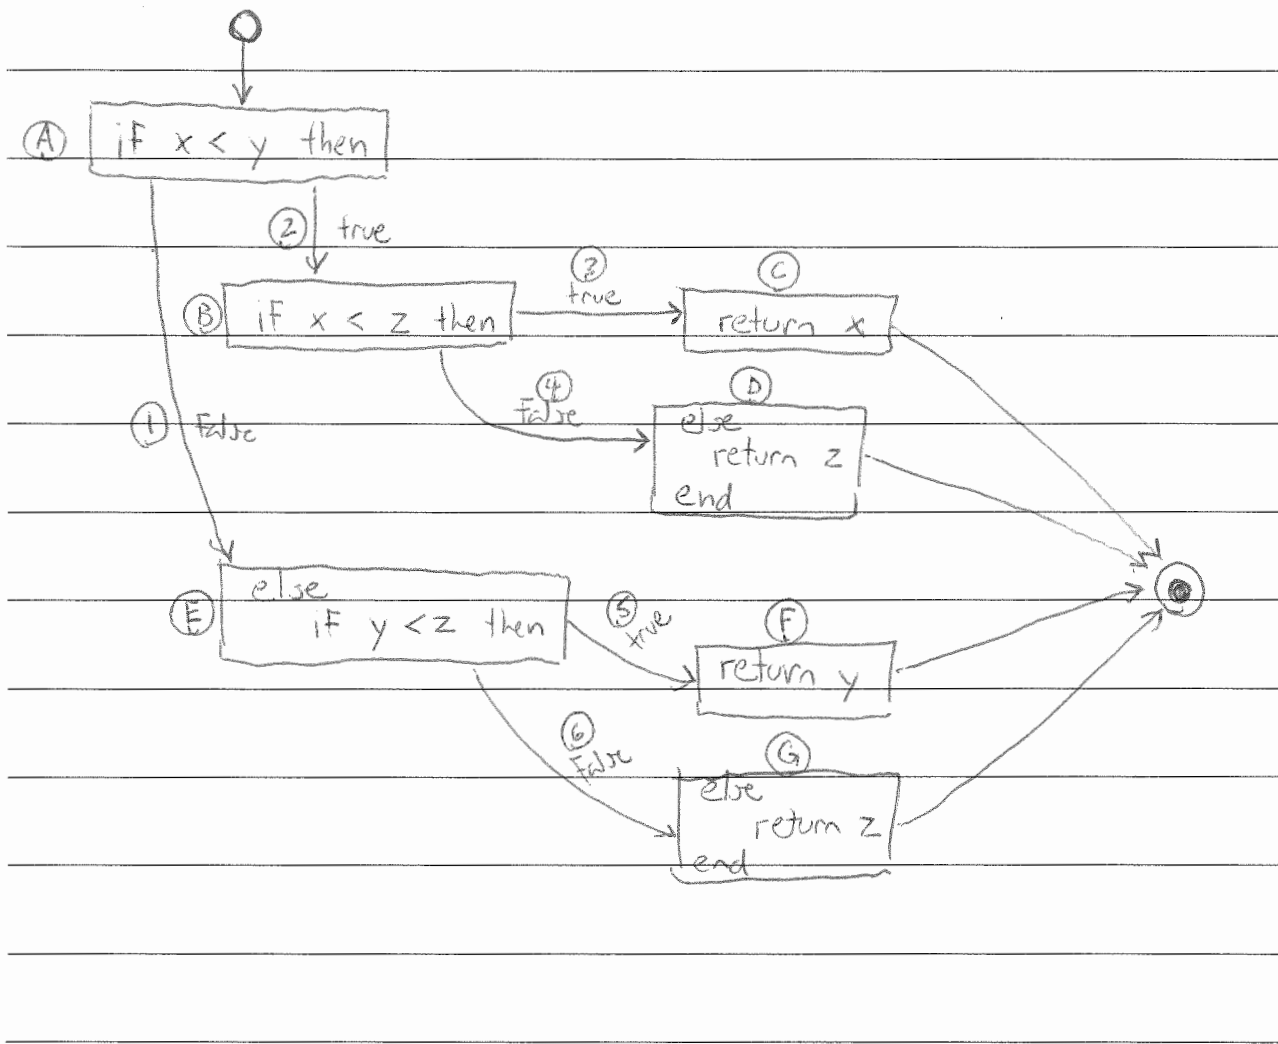 A if x < y then
2 true
B if x < z then
3 true
C
return x
4
False
D
else
return z
end
1 False
E else
if y < z then
5
true
F
return y
6
False
G
else
return z
end